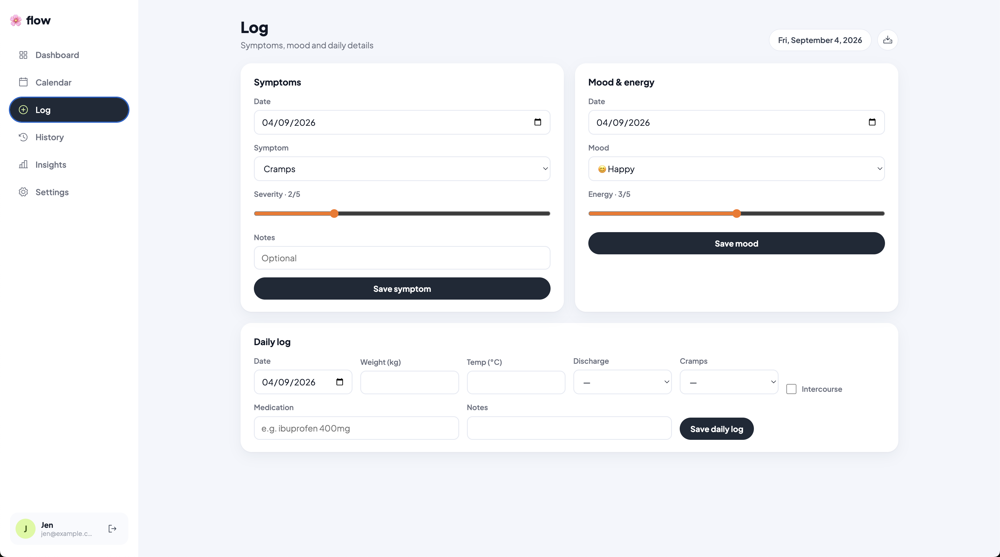 🌸 flow
Dashboard
Calendar
Log
History
Insights
Settings
J
Jen
jen@example.c...
Log
Symptoms, mood and daily details
Fri, September 4, 2026
Symptoms
Date
04/09/2026
Symptom
Cramps
Severity · 2/5
Notes
Optional
Save symptom
Mood & energy
Date
04/09/2026
Mood
😊 Happy
Energy · 3/5
Save mood
Daily log
Date
04/09/2026
Weight (kg)
Temp (°C)
Discharge
—
Cramps
—
Intercourse
Medication
e.g. ibuprofen 400mg
Notes
Save daily log